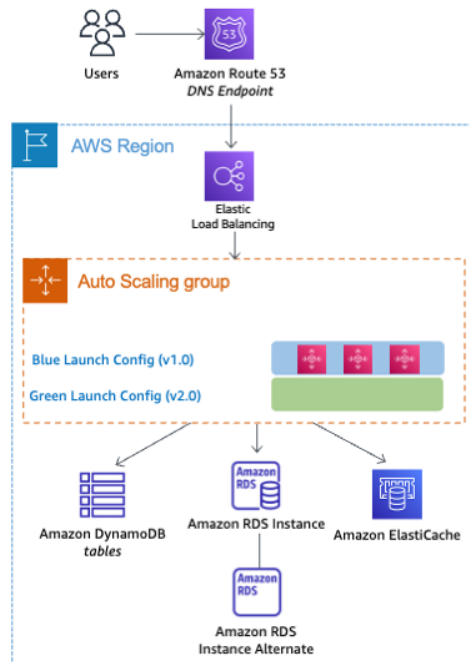 53
Users
Amazon Route 53
DNS Endpoint
AWS Region
Elastic
Load Balancing
Auto Scaling group
Blue Launch Config (v1.0)
Green Launch Config (v2.0)
Amazon
RDS
Amazon DynamoDB
tables
Amazon RDS Instance
Amazon ElastiCache
Amazon
RDS
Amazon RDS
Instance Alternate